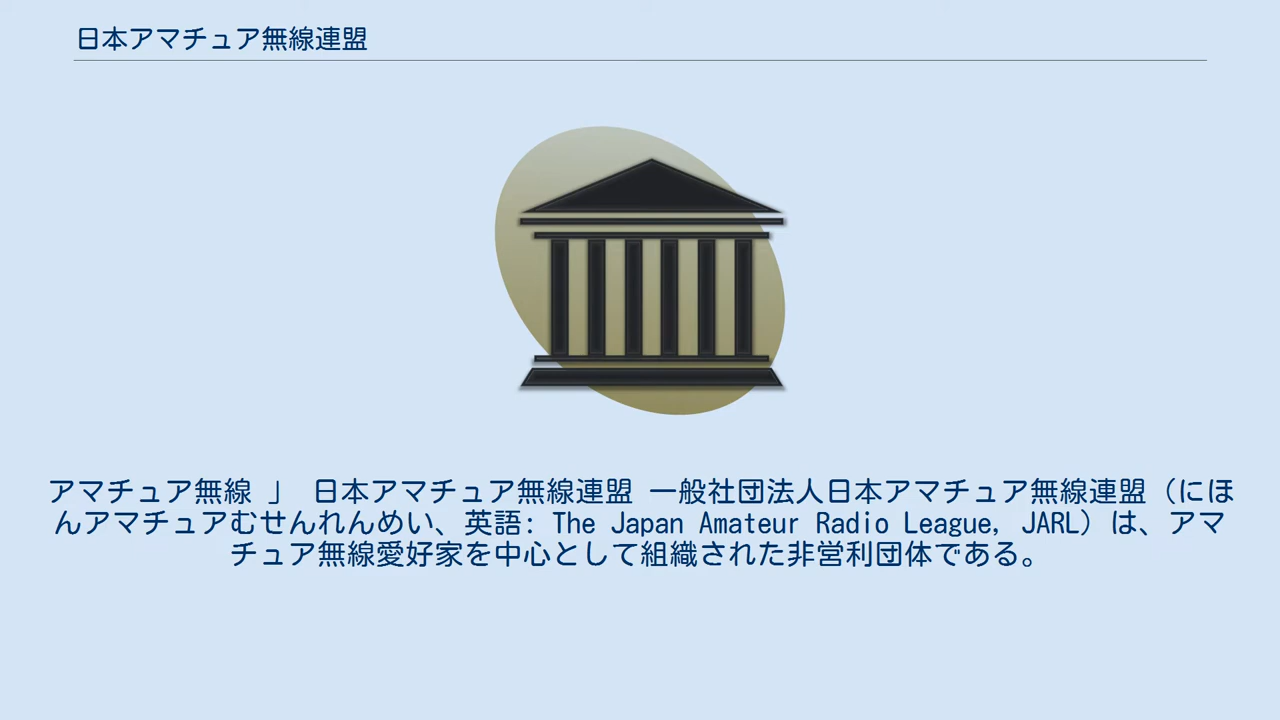 日本アマチュア無線連盟
アマチュア無線 」 日本アマチュア無線連盟 一般社団法人日本アマチュア無線連盟（にほ
んアマチュアむせんれんめい、英語: The Japan Amateur Radio League, JARL）は、アマ
チュア無線愛好家を中心として組織された非営利団体である。